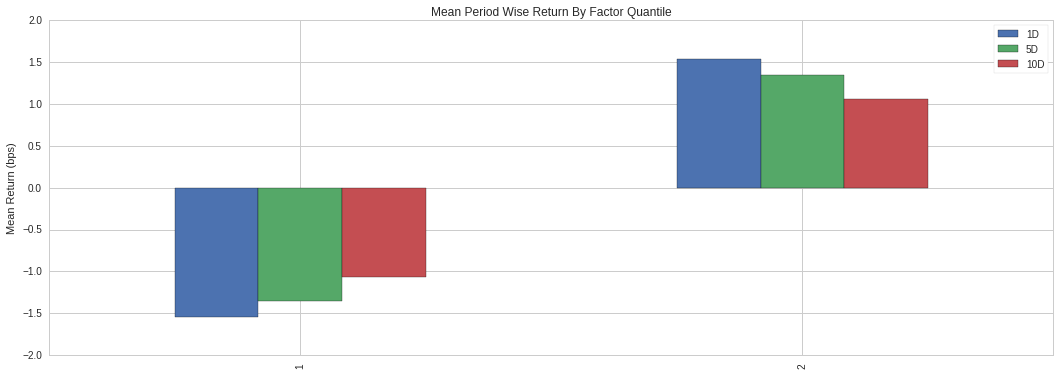 Mean Period Wise Return By Factor Quantile
2.0
1.5
1.0
0.5
0.0
−0.5
−1.0
−1.5
−2.0
Mean Return (bps)
1D
5D
10D
1
2